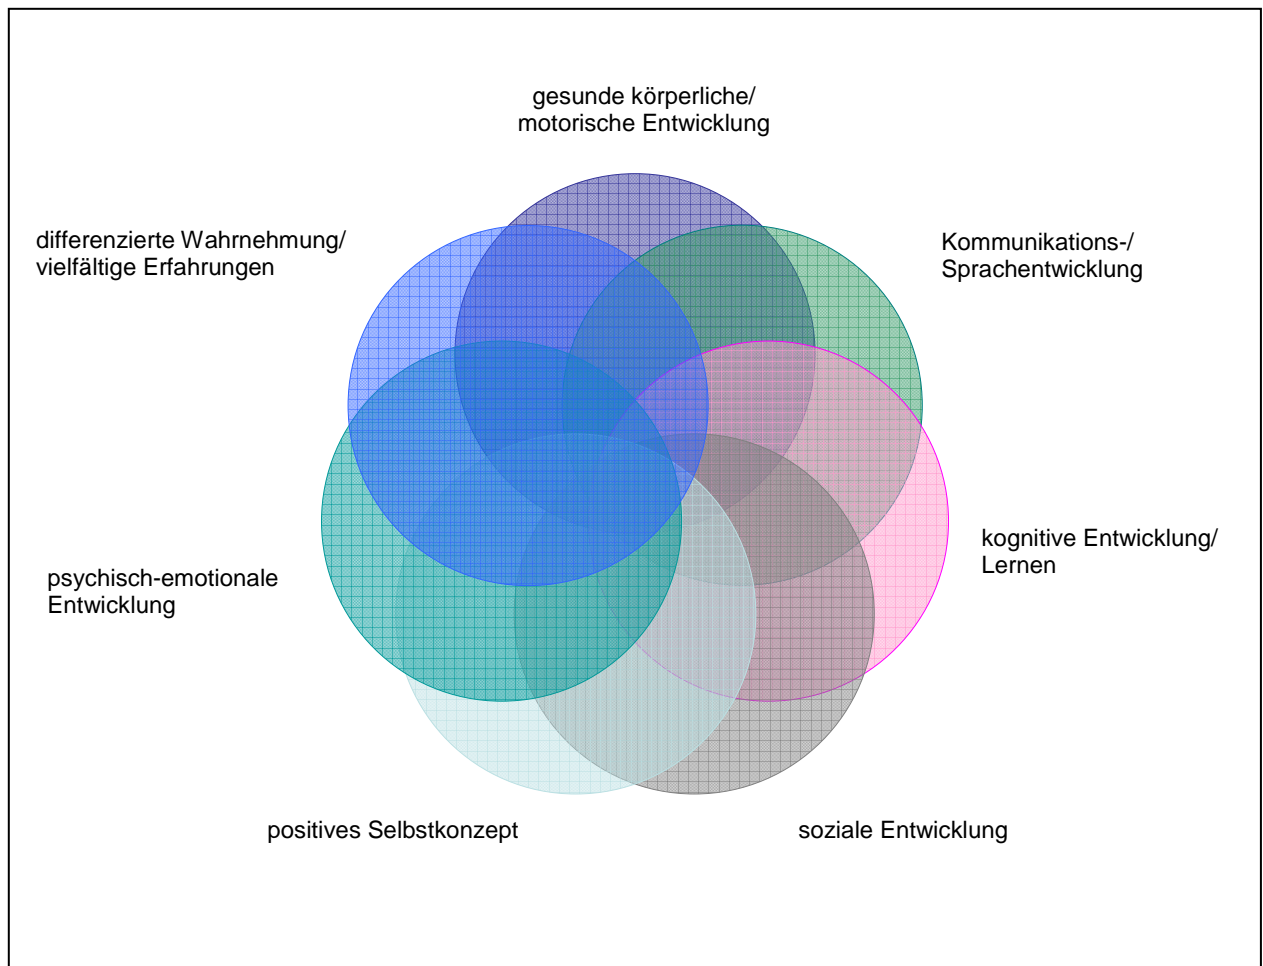 gesunde körperliche/
motorische Entwicklung
differenzierte Wahrnehmung/
vielfältige Erfahrungen
Kommunikations-/
Sprachentwicklung
kognitive Entwicklung/
Lernen
psychisch-emotionale
Entwicklung
positives Selbstkonzept
soziale Entwicklung